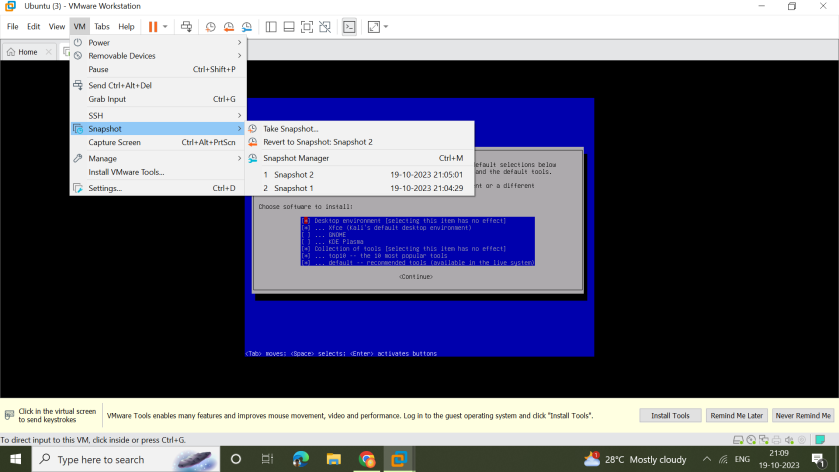 Ubuntu (3) - VMware Workstation
File Edit View VM Tabs Help
Home
Power
Removable Devices
Pause Ctrl+Shift+P
Send Ctrl+Alt+Del
Grab Input Ctrl+G
SSH
Snapshot
Capture Screen Ctrl+Alt+PrtScn
Manage
Install VMware Tools...
Settings... Ctrl+D
Take Snapshot...
Revert to Snapshot: Snapshot 2
Snapshot Manager Ctrl+M
1 Snapshot 2 19-10-2023 21:05:01
2 Snapshot 1 19-10-2023 21:04:29
default selections below
and the default tools.
or a different
Choose software to install:
[*] Desktop environment [selecting this item has no effect]
[*] ... Xfce (Kali's default desktop environment)
[ ] ... GNOME
[ ] ... KDE Plasma
[*] Collection of tools [selecting this item has no effect]
[*] ... top10 -- the 10 most popular tools
[*] ... default -- recommended tools (available in the live system)
<Continue>
<Tab> moves; <Space> selects; <Enter> activates buttons
Click in the virtual screen
to send keystrokes
VMware Tools enables many features and improves mouse movement, video and performance. Log in to the guest operating system and click "Install Tools".
Install Tools Remind Me Later Never Remind Me
To direct input to this VM, click inside or press Ctrl+G.
Type here to search
28°C Mostly cloudy
ENG
21:09
19-10-2023
1